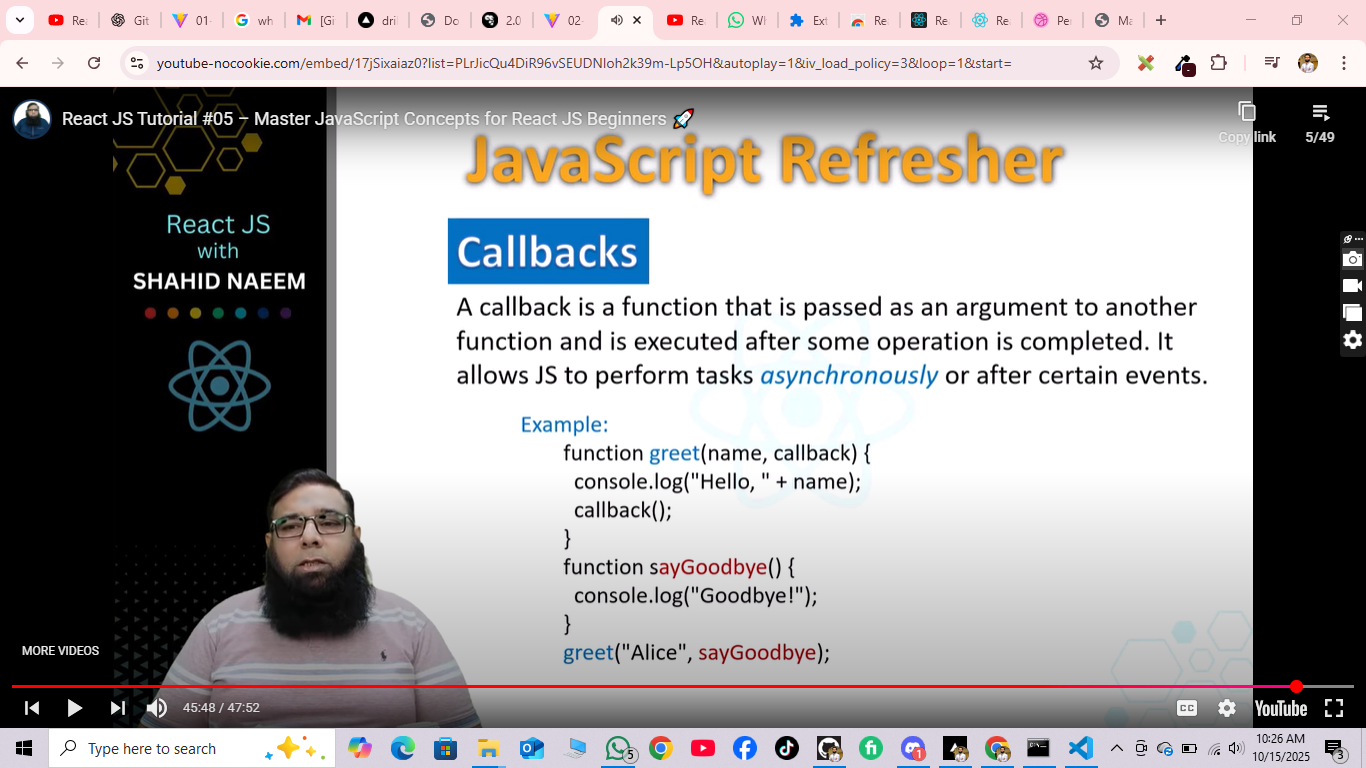 Rea
Git
01-
wh
[Gi
dri
Do
2.0
02-
Re
Wh
Ext
Re
Re
Rea
Pe
Ma
youtube-nocookie.com/embed/17jSixaiaz0?list=PLrJicQu4DiR96vSEUDNIoh2k39m-Lp5OH&autoplay=1&iv_load_policy=3&loop=1&start=
React JS Tutorial #05 – Master JavaScript Concepts for React JS Beginners 🚀
Copy link
5/49
JavaScript Refresher
React JS
with
SHAHID NAEEM
Callbacks
A callback is a function that is passed as an argument to another
function and is executed after some operation is completed. It
allows JS to perform tasks asynchronously or after certain events.
Example:
function greet(name, callback) {
console.log("Hello, " + name);
callback();
}
function sayGoodbye() {
console.log("Goodbye!");
}
greet("Alice", sayGoodbye);
MORE VIDEOS
45:48 / 47:52
CC
YouTube
Type here to search
5
1
10:26 AM
10/15/2025
3